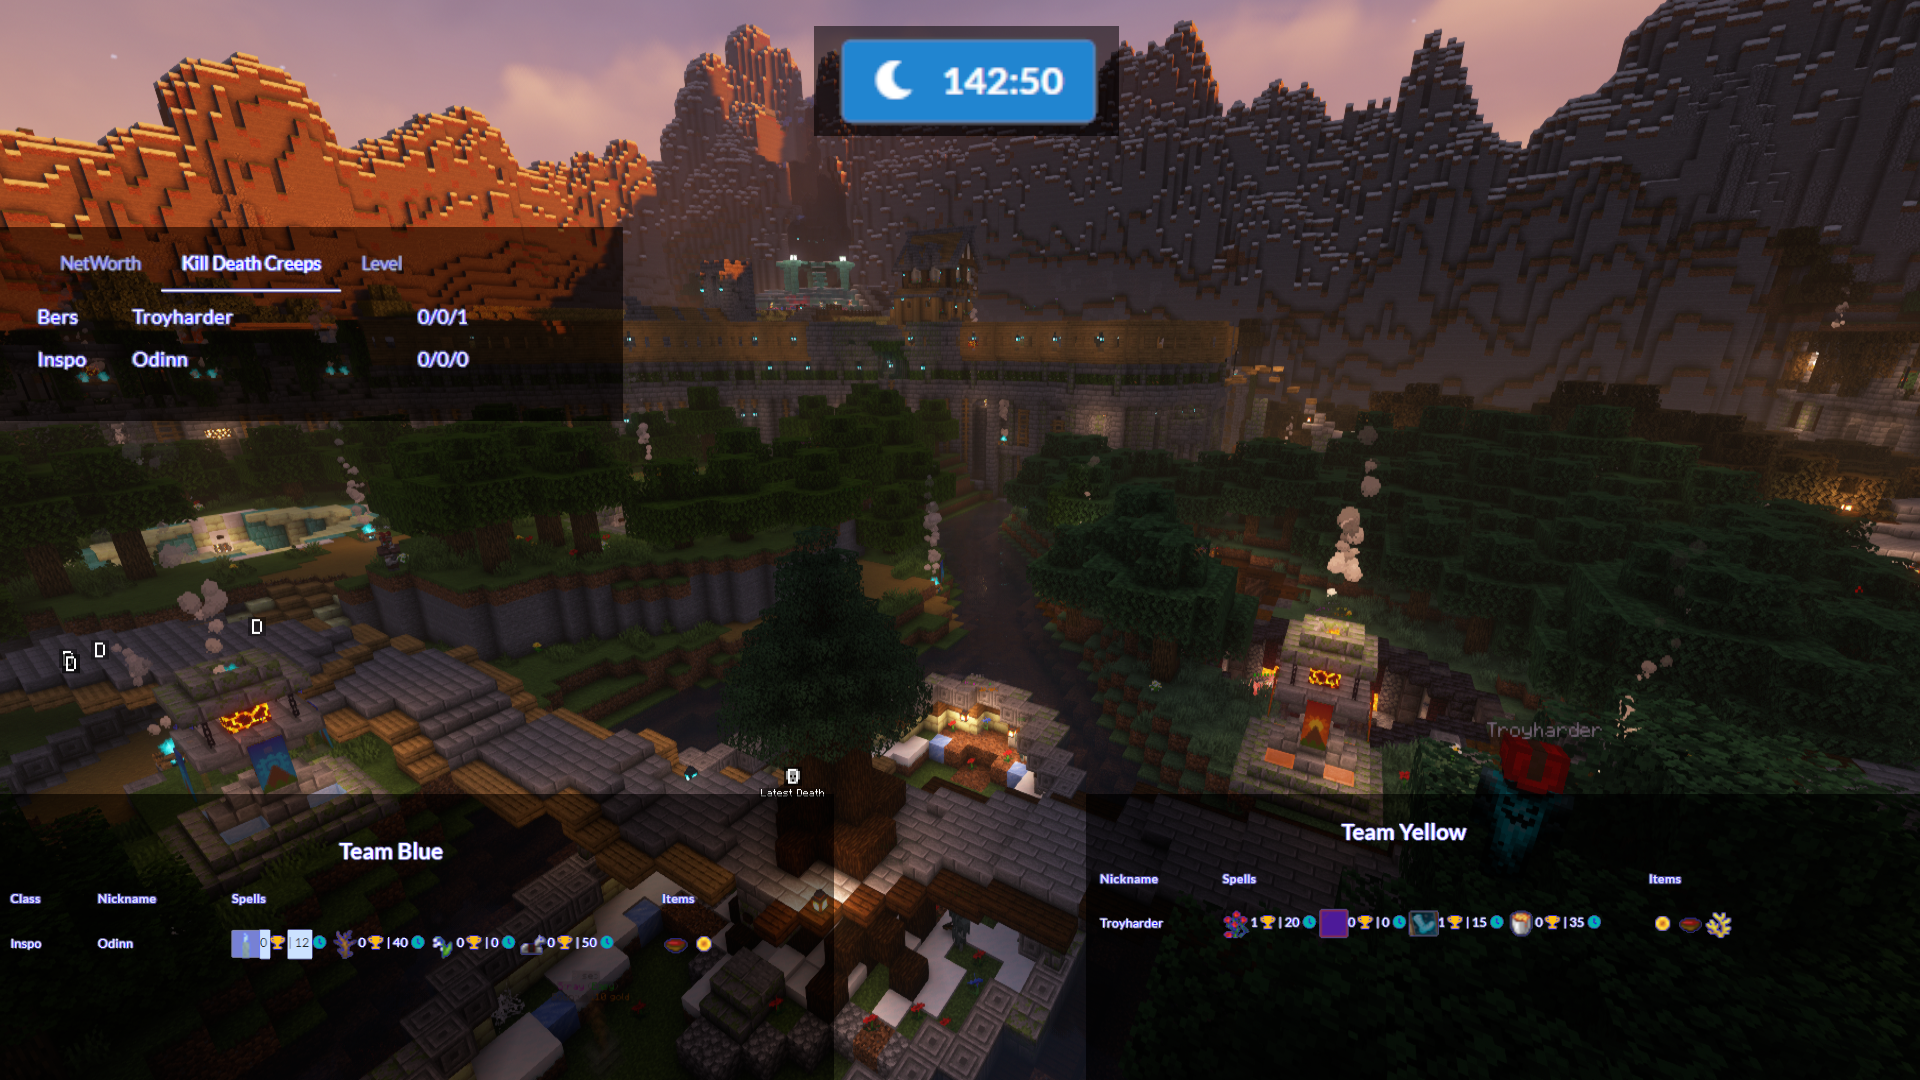 142:50
NetWorth Kill Death Creeps Level
Bers Troyharder 0/0/1
Inspo Odinn 0/0/0
D
D
D
Troyharder
D
Latest Death
Team Blue
Class Nickname Spells Items
Inspo Odinn 0 | 12 0 | 40 0 | 0 0 | 50
Team Yellow
Nickname Spells Items
Troyharder 1 | 20 0 | 0 1 | 15 0 | 35